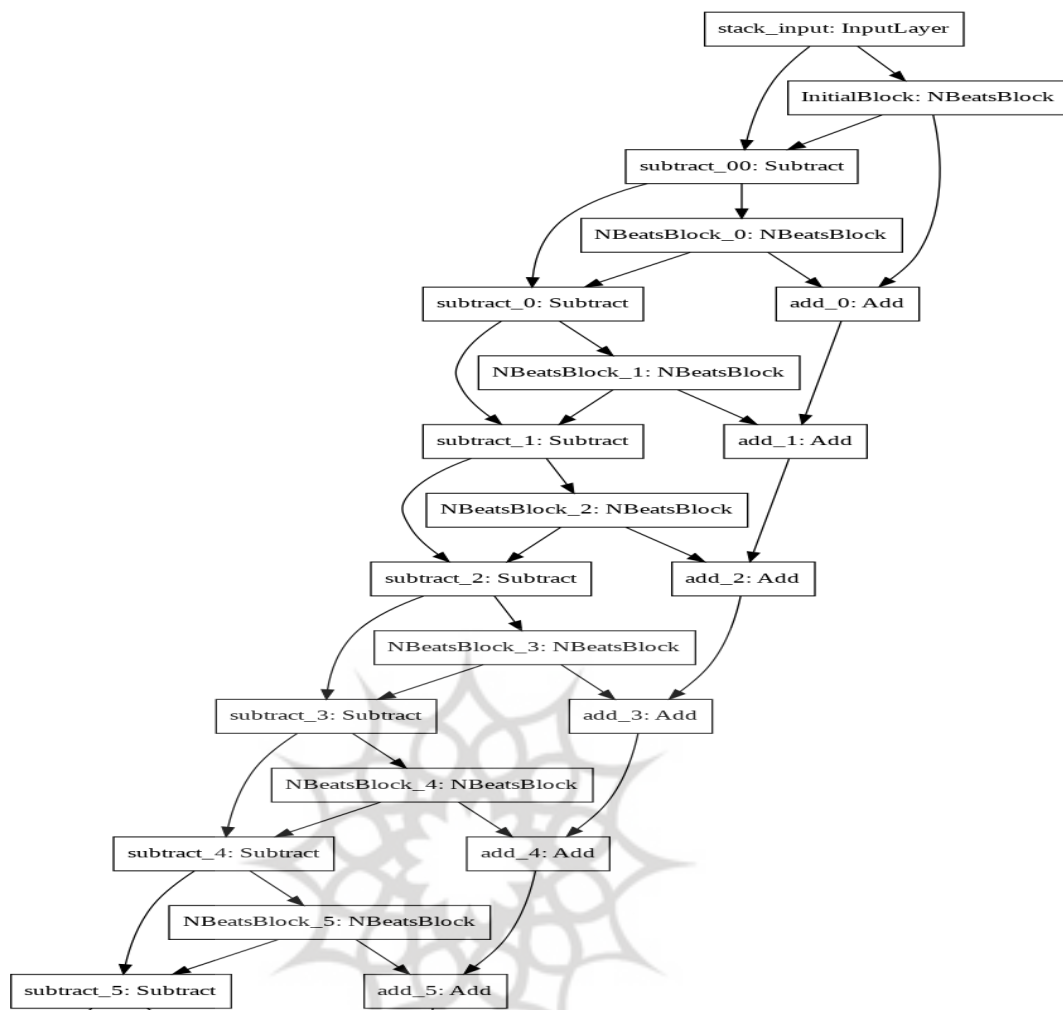 stack_input: InputLayer
InitialBlock: NBeatsBlock
subtract_00: Subtract
NBeatsBlock_0: NBeatsBlock
subtract_0: Subtract
add_0: Add
NBeatsBlock_1: NBeatsBlock
subtract_1: Subtract
add_1: Add
NBeatsBlock_2: NBeatsBlock
subtract_2: Subtract
add_2: Add
NBeatsBlock_3: NBeatsBlock
subtract_3: Subtract
add_3: Add
NBeatsBlock_4: NBeatsBlock
subtract_4: Subtract
add_4: Add
NBeatsBlock_5: NBeatsBlock
subtract_5: Subtract
add_5: Add